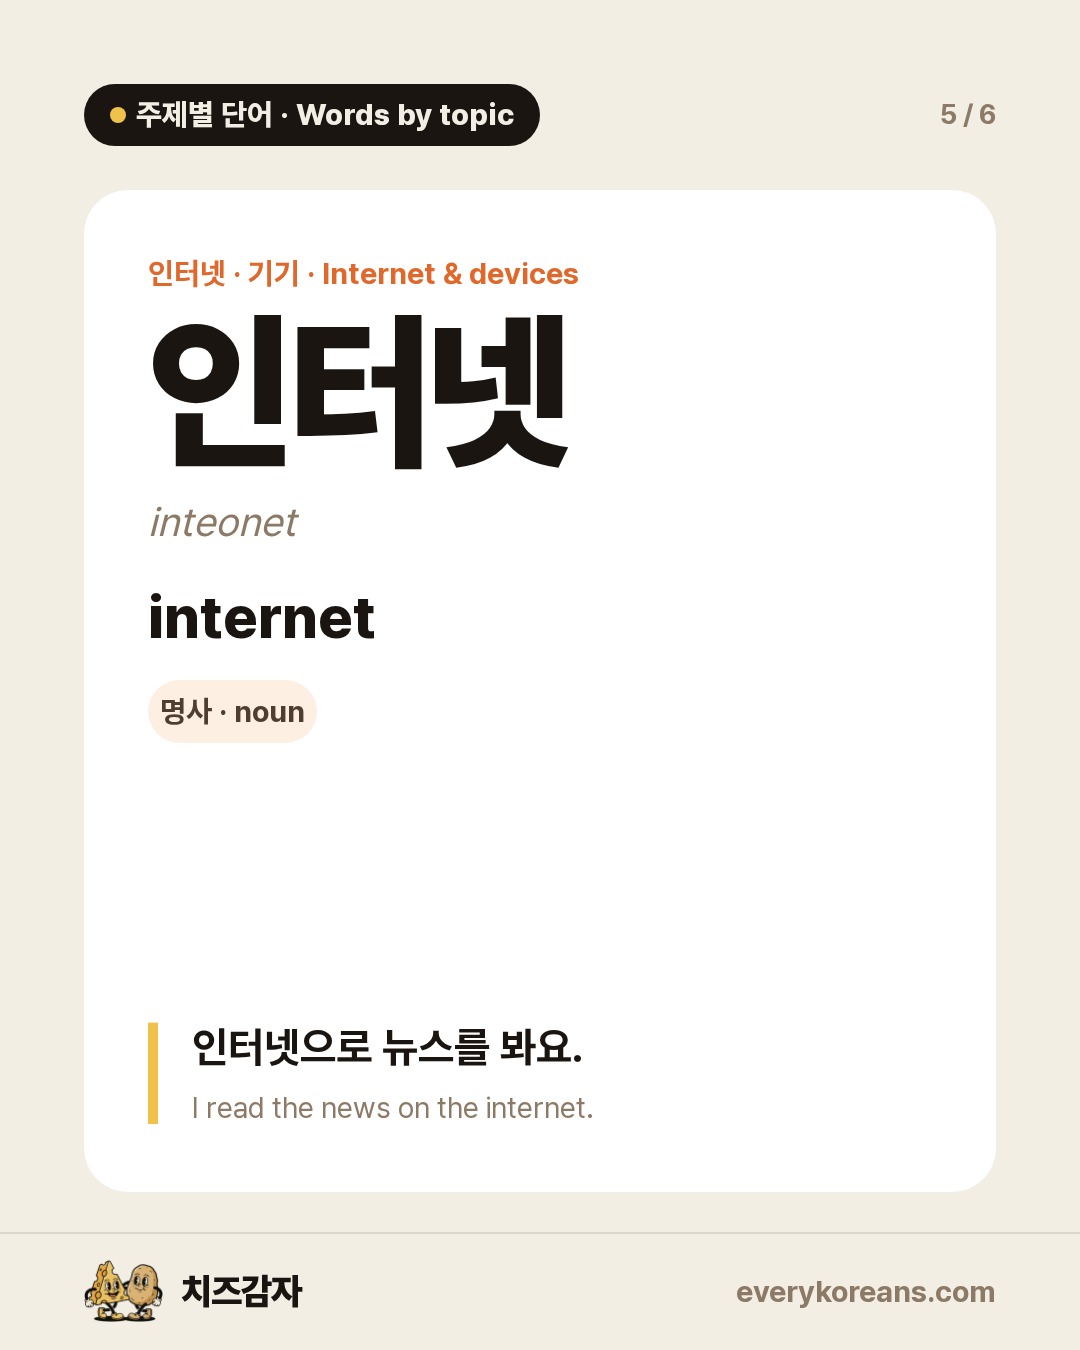 주제별 단어 · Words by topic
5 / 6
인터넷 · 기기 · Internet & devices
인터넷
inteonet
internet
명사 · noun
인터넷으로 뉴스를 봐요.
I read the news on the internet.
치즈감자
everykoreans.com